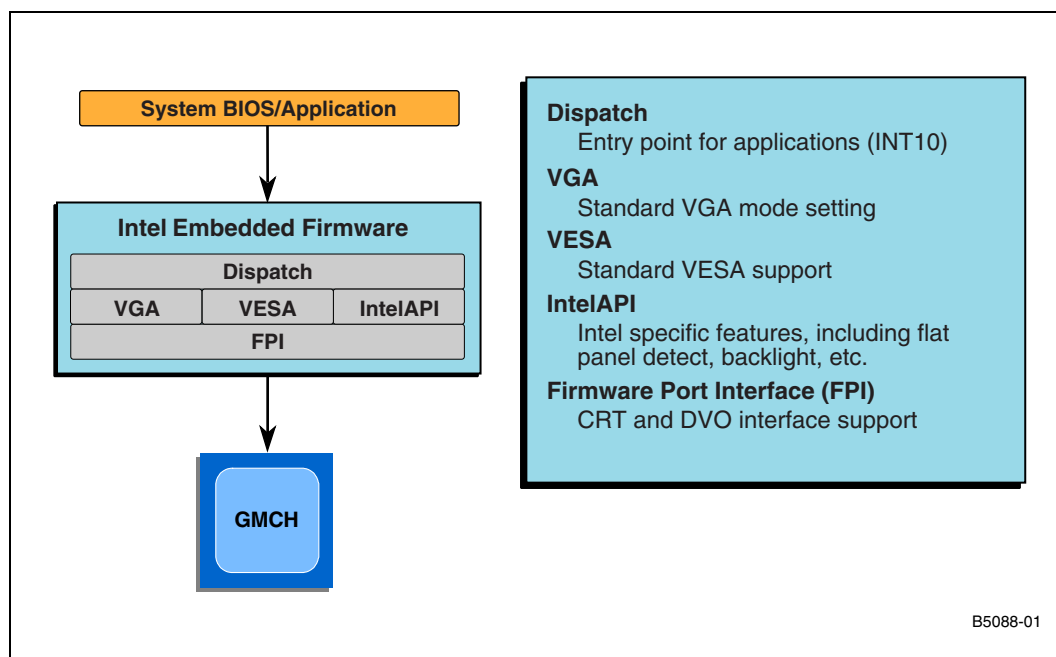 System BIOS/Application
Intel Embedded Firmware
Dispatch
VGA
VESA
IntelAPI
FPI
GMCH
Dispatch
Entry point for applications (INT10)
VGA
Standard VGA mode setting
VESA
Standard VESA support
IntelAPI
Intel specific features, including flat
panel detect, backlight, etc.
Firmware Port Interface (FPI)
CRT and DVO interface support
B5088-01